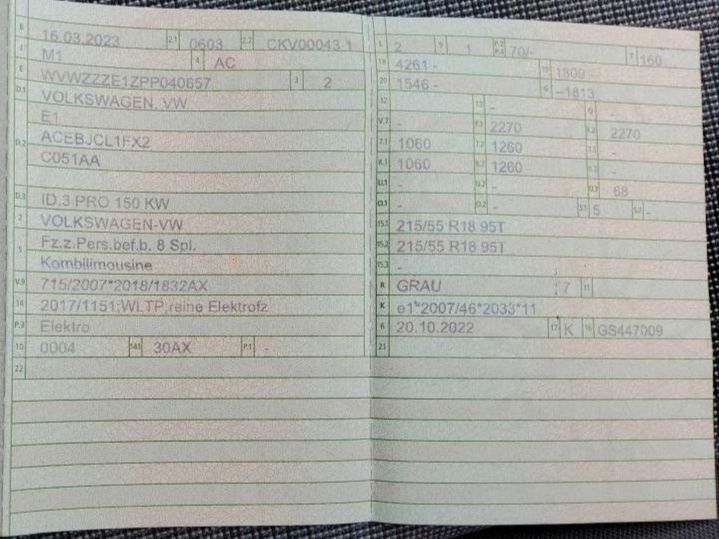 B 16.03.2023 2.1 0603 2.2 CKV00043 1
J M1 4 AC
E WVWZZZE1ZPP040657 3 2
D.1 VOLKSWAGEN, VW
E1
D.2 ACEBJCL1FX2
C051AA
D.3 ID.3 PRO 150 KW
2 VOLKSWAGEN-VW
5 Fz.z.Pers.bef.b. 8 Spl.
Kombilimousine
V.9 715/2007*2018/1832AX
14 2017/1151;WLTP;reine Elektrofz
P.3 Elektro
10 0004 14.1 30AX P.1 -
22
L 2 9 1 P.2 P.4 70/- T 160
18 4261 - 19 1809 -
20 1546 - G -1813
12 - 13 - Q -
V.7 - F.1 2270 F.2 2270
7.1 1060 7.2 1260 7.3 -
8.1 1060 8.2 1260 8.3 -
U.1 - U.2 - U.3 68
O.1 - O.2 - S.1 5 S.2 -
15.1 215/55 R18 95T
15.2 215/55 R18 95T
15.3 -
R GRAU 7 11
K e1*2007/46*2033*11
6 20.10.2022 17 K 16 GS447009
21